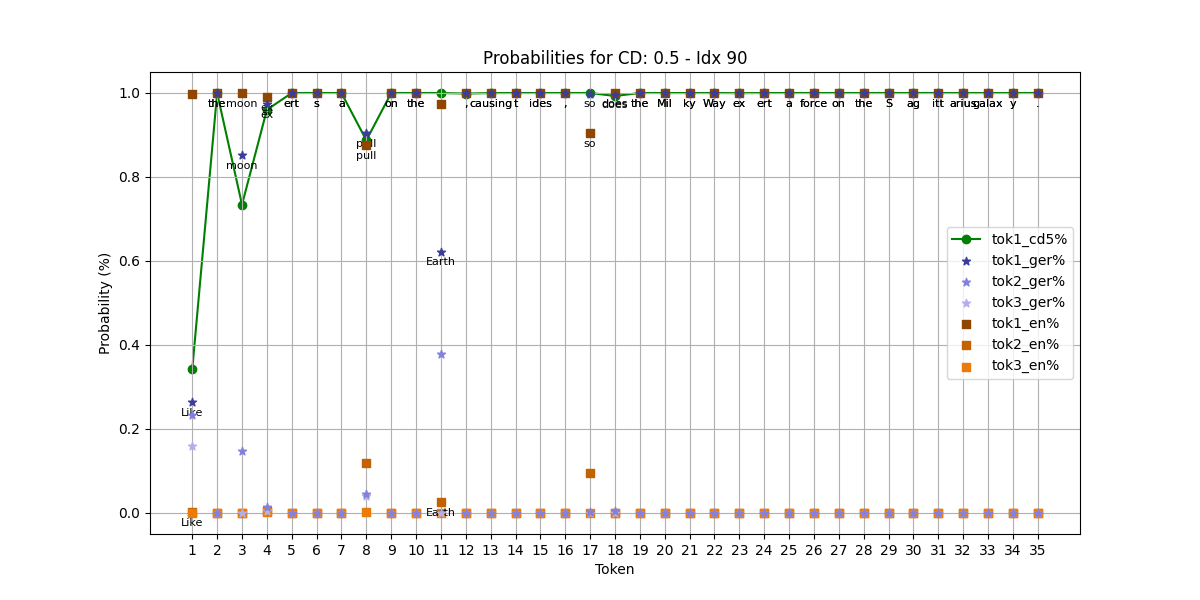 Probabilities for CD: 0.5 - Idx 90
Probability (%)
1.0
0.8
0.6
0.4
0.2
0.0
the moon ex ert s a pull on the , causing t ides , so does the Mil ky Way ex ert a force on the S ag itt arius galax y .
moon
pull
so
Earth
Like
Earth
Like
tok1_cd5%
tok1_ger%
tok2_ger%
tok3_ger%
tok1_en%
tok2_en%
tok3_en%
1 2 3 4 5 6 7 8 9 10 11 12 13 14 15 16 17 18 19 20 21 22 23 24 25 26 27 28 29 30 31 32 33 34 35
Token